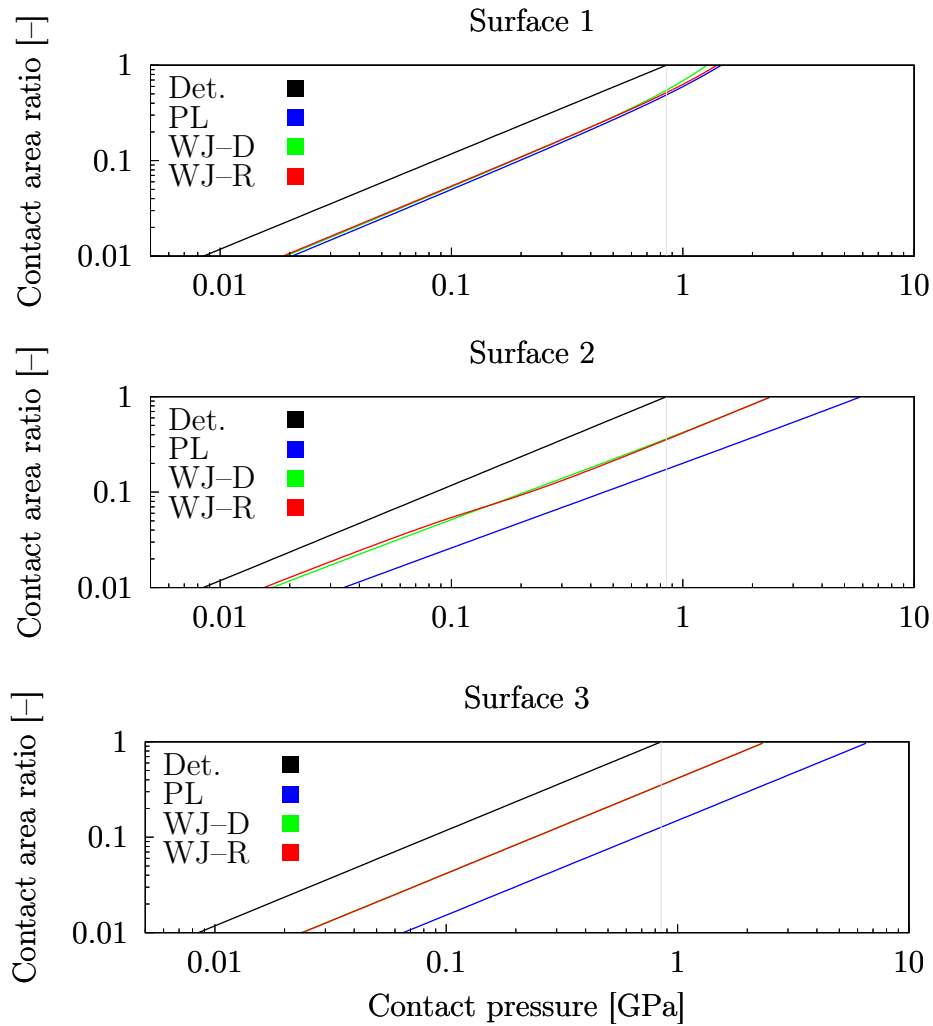 Surface 1
Contact area ratio [–]
1
0.1
0.01
Det.
PL
WJ–D
WJ–R
0.01 0.1 1 10
Surface 2
Contact area ratio [–]
1
0.1
0.01
Det.
PL
WJ–D
WJ–R
0.01 0.1 1 10
Surface 3
Contact area ratio [–]
1
0.1
0.01
Det.
PL
WJ–D
WJ–R
0.01 0.1 1 10
Contact pressure [GPa]